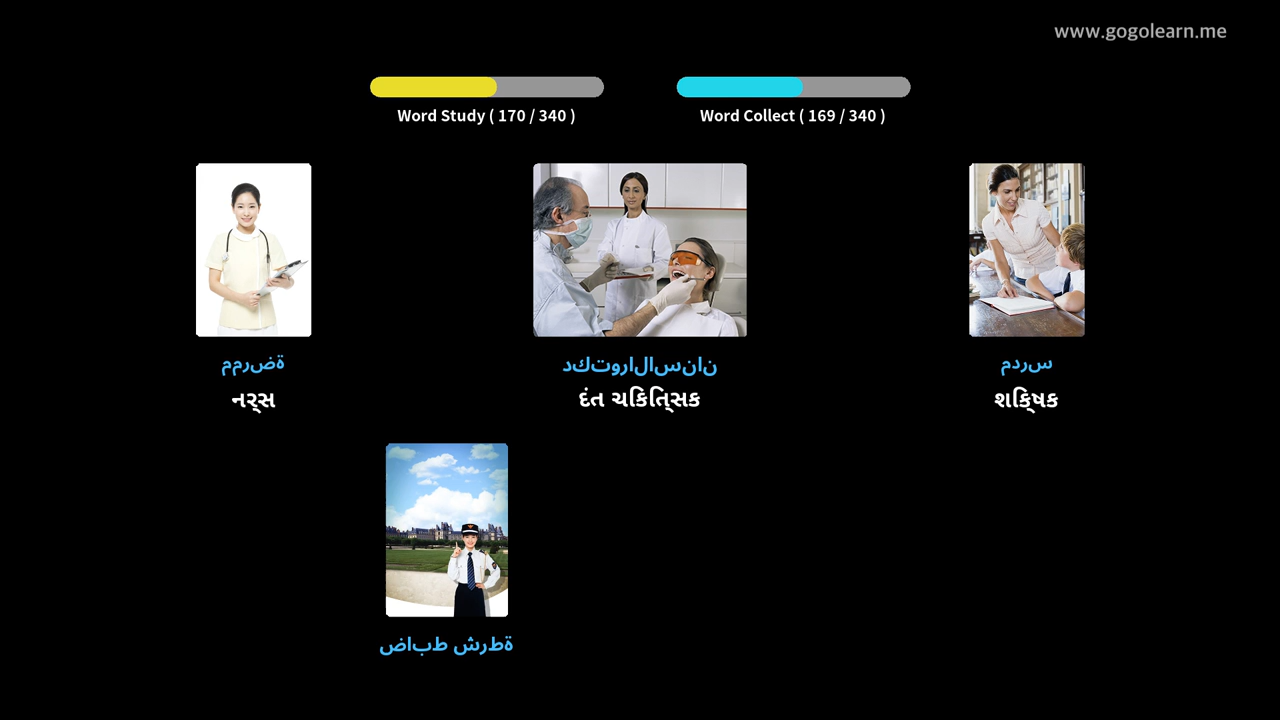 www.gogolearn.me
Word Study ( 170 / 340 )
Word Collect ( 169 / 340 )
ممرضة
دكتورالاسنان
مدرس
નર્સ
દંત ચિકિત્સક
શિક્ષક
ضابط شرطة